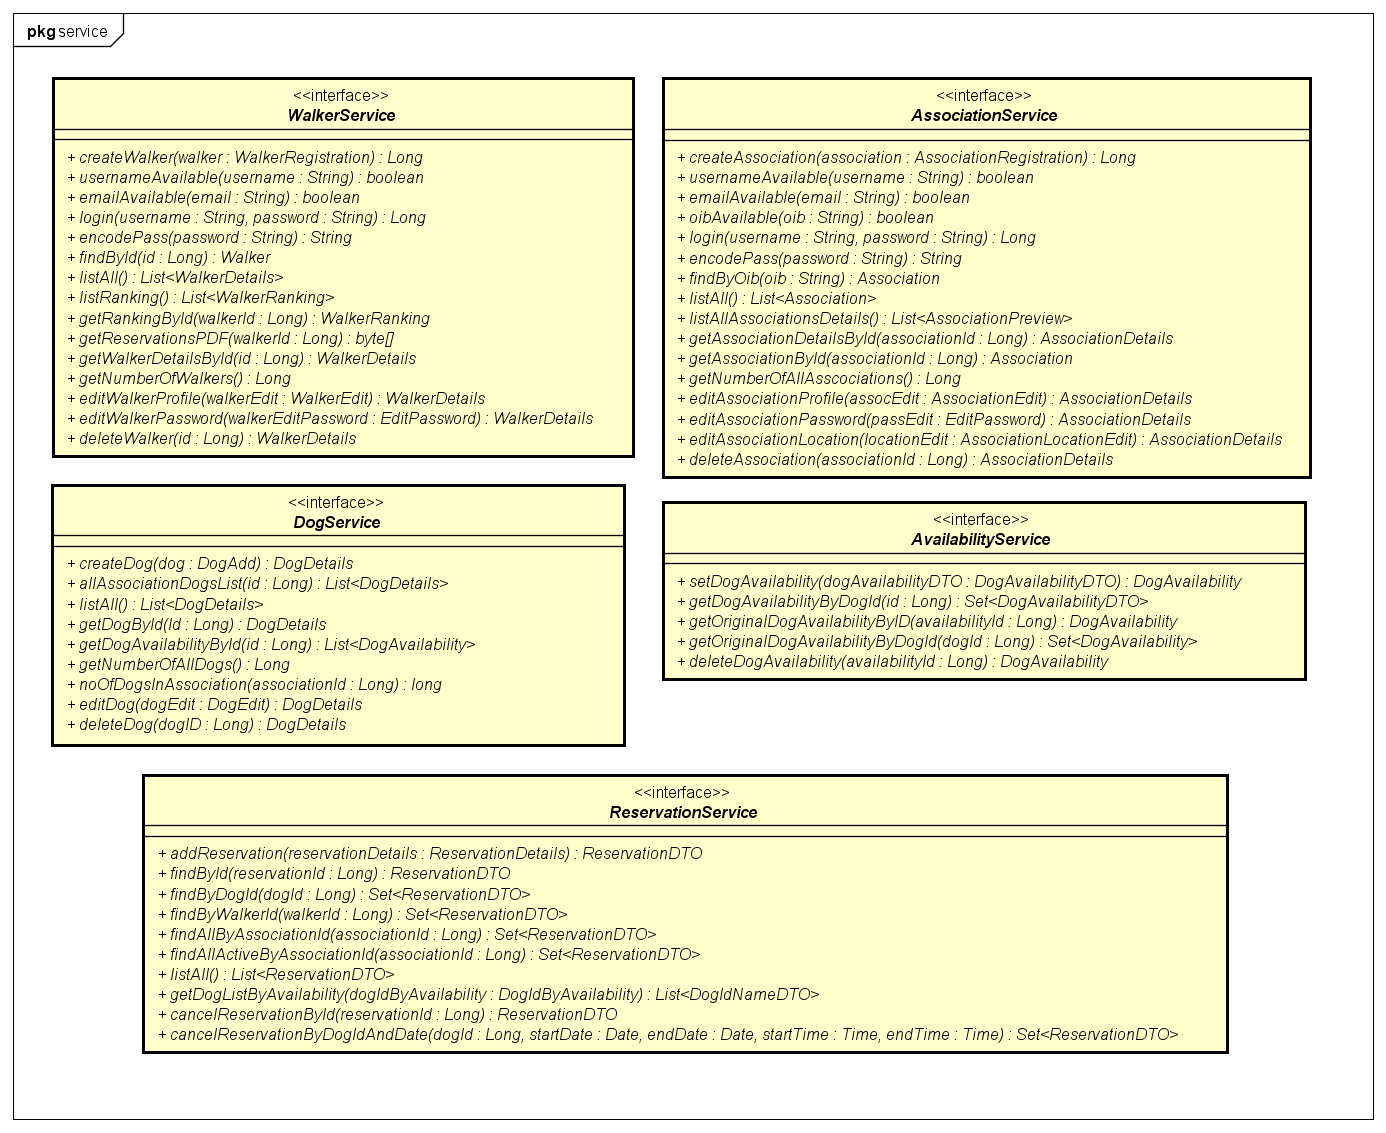 pkg service
<<interface>>
WalkerService
+ createWalker(walker : WalkerRegistration) : Long
+ usernameAvailable(username : String) : boolean
+ emailAvailable(email : String) : boolean
+ login(username : String, password : String) : Long
+ encodePass(password : String) : String
+ findById(id : Long) : Walker
+ listAll() : List<WalkerDetails>
+ listRanking() : List<WalkerRanking>
+ getRankingById(walkerId : Long) : WalkerRanking
+ getReservationsPDF(walkerId : Long) : byte[]
+ getWalkerDetailsById(id : Long) : WalkerDetails
+ getNumberOfWalkers() : Long
+ editWalkerProfile(walkerEdit : WalkerEdit) : WalkerDetails
+ editWalkerPassword(walkerEditPassword : EditPassword) : WalkerDetails
+ deleteWalker(id : Long) : WalkerDetails
<<interface>>
AssociationService
+ createAssociation(association : AssociationRegistration) : Long
+ usernameAvailable(username : String) : boolean
+ emailAvailable(email : String) : boolean
+ oibAvailable(oib : String) : boolean
+ login(username : String, password : String) : Long
+ encodePass(password : String) : String
+ findByOib(oib : String) : Association
+ listAll() : List<Association>
+ listAllAssociationsDetails() : List<AssociationPreview>
+ getAssociationDetailsById(associationId : Long) : AssociationDetails
+ getAssociationById(associationId : Long) : Association
+ getNumberOfAllAsscociations() : Long
+ editAssociationProfile(assocEdit : AssociationEdit) : AssociationDetails
+ editAssociationPassword(passEdit : EditPassword) : AssociationDetails
+ editAssociationLocation(locationEdit : AssociationLocationEdit) : AssociationDetails
+ deleteAssociation(associationId : Long) : AssociationDetails
<<interface>>
DogService
+ createDog(dog : DogAdd) : DogDetails
+ allAssociationDogsList(id : Long) : List<DogDetails>
+ listAll() : List<DogDetails>
+ getDogById(Id : Long) : DogDetails
+ getDogAvailabilityById(id : Long) : List<DogAvailability>
+ getNumberOfAllDogs() : Long
+ noOfDogsInAssociation(associationId : Long) : long
+ editDog(dogEdit : DogEdit) : DogDetails
+ deleteDog(dogID : Long) : DogDetails
<<interface>>
AvailabilityService
+ setDogAvailability(dogAvailabilityDTO : DogAvailabilityDTO) : DogAvailability
+ getDogAvailabilityByDogId(id : Long) : Set<DogAvailabilityDTO>
+ getOriginalDogAvailabilityByID(availabilityId : Long) : DogAvailability
+ getOriginalDogAvailabilityByDogId(dogId : Long) : Set<DogAvailability>
+ deleteDogAvailability(availabilityId : Long) : DogAvailability
<<interface>>
ReservationService
+ addReservation(reservationDetails : ReservationDetails) : ReservationDTO
+ findById(reservationId : Long) : ReservationDTO
+ findByDogId(dogId : Long) : Set<ReservationDTO>
+ findByWalkerId(walkerId : Long) : Set<ReservationDTO>
+ findAllByAssociationId(associationId : Long) : Set<ReservationDTO>
+ findAllActiveByAssociationId(associationId : Long) : Set<ReservationDTO>
+ listAll() : List<ReservationDTO>
+ getDogListByAvailability(dogIdByAvailability : DogIdByAvailability) : List<DogIdNameDTO>
+ cancelReservationById(reservationId : Long) : ReservationDTO
+ cancelReservationByDogIdAndDate(dogId : Long, startDate : Date, endDate : Date, startTime : Time, endTime : Time) : Set<ReservationDTO>